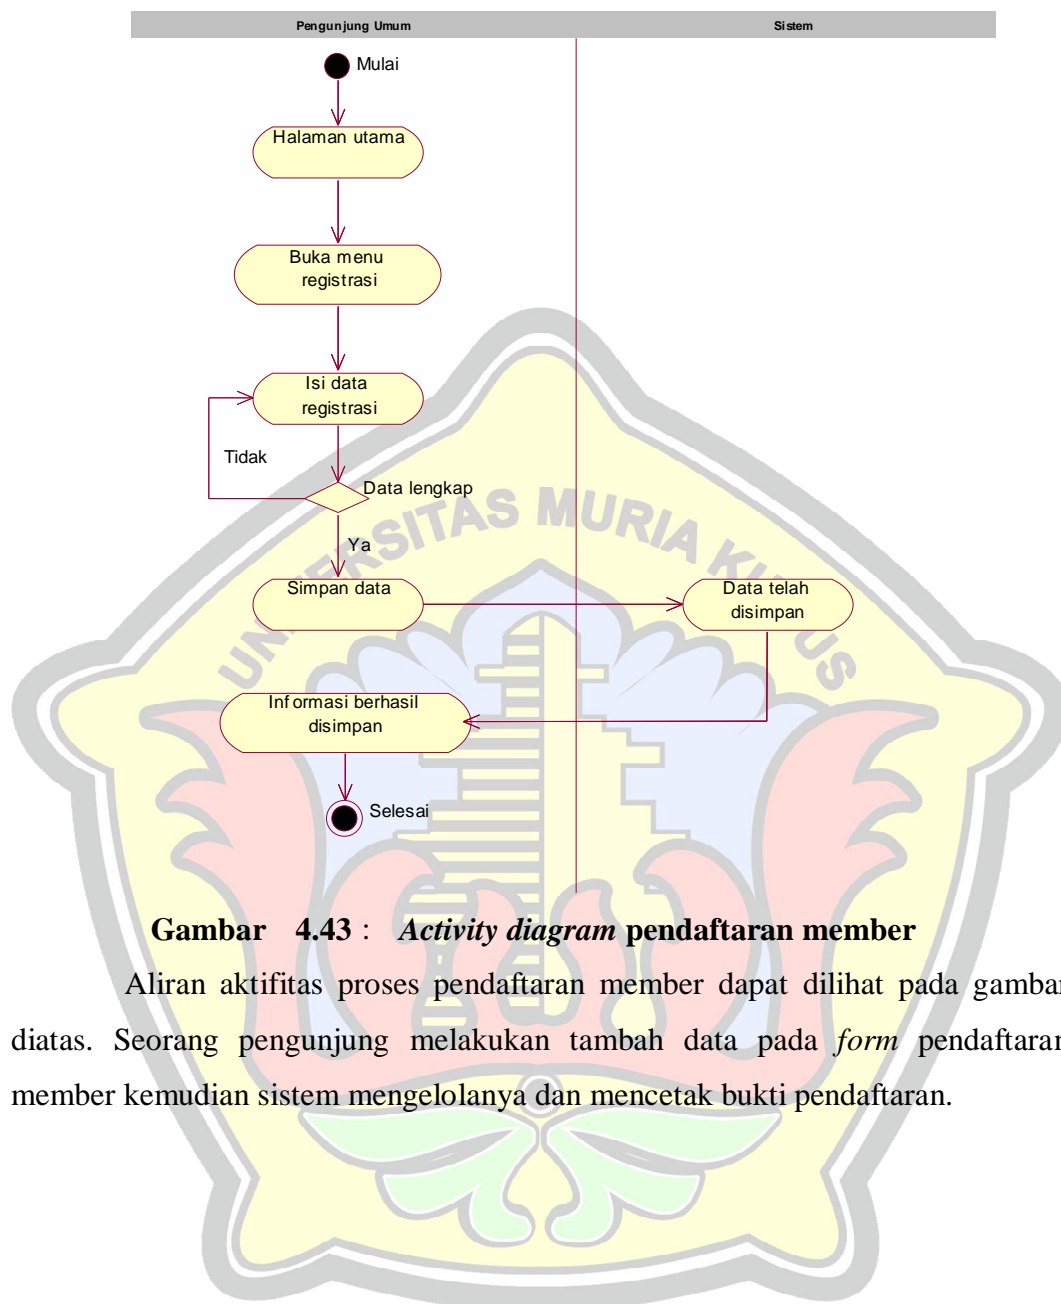 Pengunjung Umum
Sistem
Mulai
Halaman utama
Buka menu
registrasi
Isi data
registrasi
Tidak
Data lengkap
UNIVERSITAS MURIA KUDUS
Ya
Simpan data
Data telah
disimpan
Informasi berhasil
disimpan
Selesai
Gambar 4.43 : Activity diagram pendaftaran member
Aliran aktifitas proses pendaftaran member dapat dilihat pada gambar
diatas. Seorang pengunjung melakukan tambah data pada form pendaftaran
member kemudian sistem mengelolanya dan mencetak bukti pendaftaran.